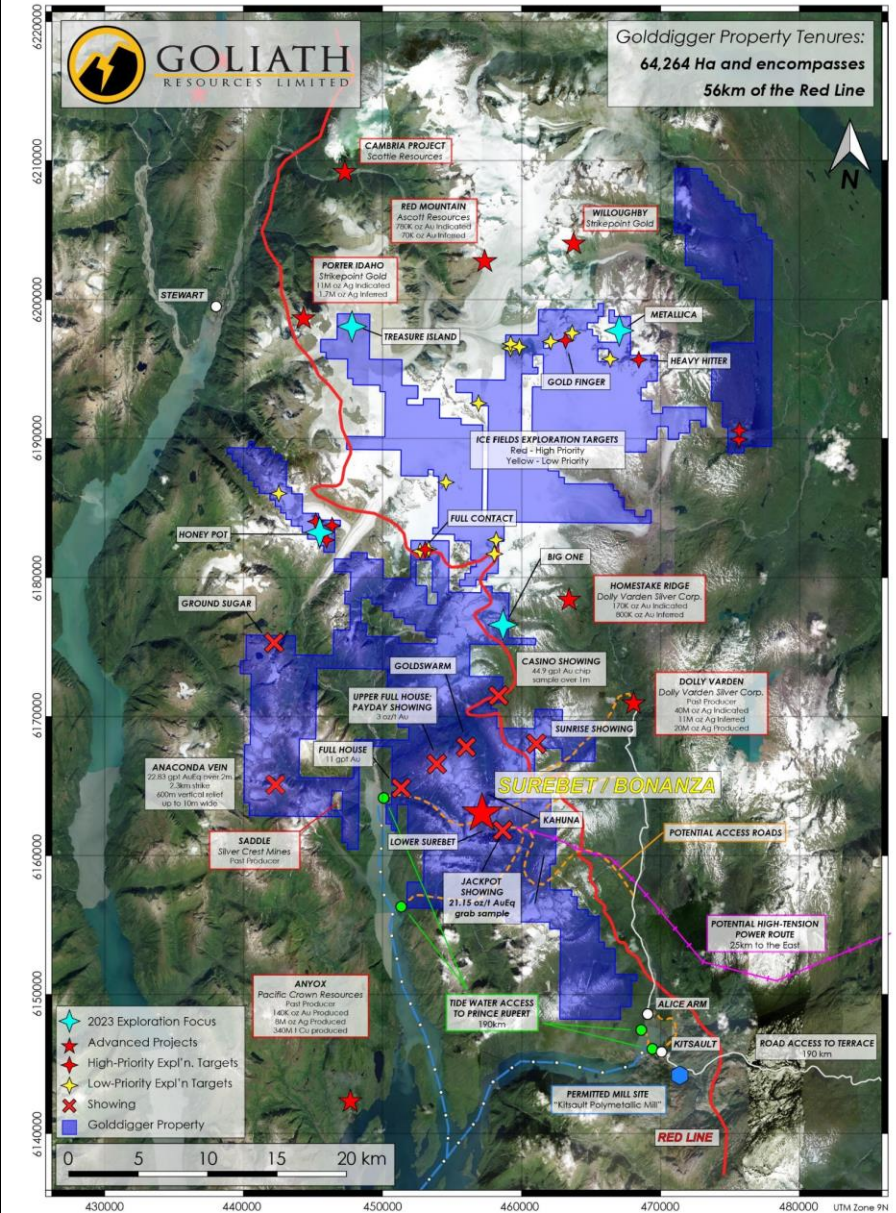 GOLIATH
RESOURCES LIMITED
Golddigger Property Tenures:
64,264 Ha and encompasses
56km of the Red Line
N
CAMBRIA PROJECT
Scottie Resources
RED MOUNTAIN
Ascott Resources
780K oz Au Indicated
70K oz Au Inferred
WILLOUGHBY
Strikepoint Gold
PORTER IDAHO
Strikepoint Gold
11M oz Ag Indicated
1.7M oz Ag Inferred
STEWART
METALLICA
TREASURE ISLAND
HEAVY HITTER
GOLD FINGER
ICE FIELDS EXPLORATION TARGETS
Red - High Priority
Yellow - Low Priority
FULL CONTACT
HONEY POT
BIG ONE
HOMESTAKE RIDGE
Dolly Varden Silver Corp.
170K oz Au Indicated
800K oz Au Inferred
GROUND SUGAR
GOLDSWARM
CASINO SHOWING
44.9 gpt Au chip
sample over 1m
DOLLY VARDEN
Dolly Varden Silver Corp.
Past Producer
40M oz Ag Indicated
11M oz Ag Inferred
20M oz Ag Produced
UPPER FULL HOUSE;
PAYDAY SHOWING
3 oz/t Au
SUNRISE SHOWING
FULL HOUSE
11 gpt Au
ANACONDA VEIN
22.83 gpt AuEq over 2m
2.3km strike
600m vertical relief
up to 10m wide
SUREBET / BONANZA
KAHUNA
LOWER SUREBET
SADDLE
Silver Crest Mines
Past Producer
POTENTIAL ACCESS ROADS
JACKPOT
SHOWING
21.15 oz/t AuEq
grab sample
POTENTIAL HIGH-TENSION
POWER ROUTE
25km to the East
ANYOX
Pacific Crown Resources
Past Producer
140K oz Au Produced
8M oz Ag Produced
340M t Cu produced
TIDE WATER ACCESS
TO PRINCE RUPERT
190km
ALICE ARM
KITSAULT
ROAD ACCESS TO TERRACE
190 km
PERMITTED MILL SITE
"Kitsault Polymetallic Mill"
RED LINE
2023 Exploration Focus
Advanced Projects
High-Priority Expl'n. Targets
Low-Priority Expl'n Targets
Showing
Golddigger Property
0 5 10 15 20 km
6220000
6210000
6200000
6190000
6180000
6170000
6160000
6150000
6140000
430000 440000 450000 460000 470000 480000 UTM Zone 9N